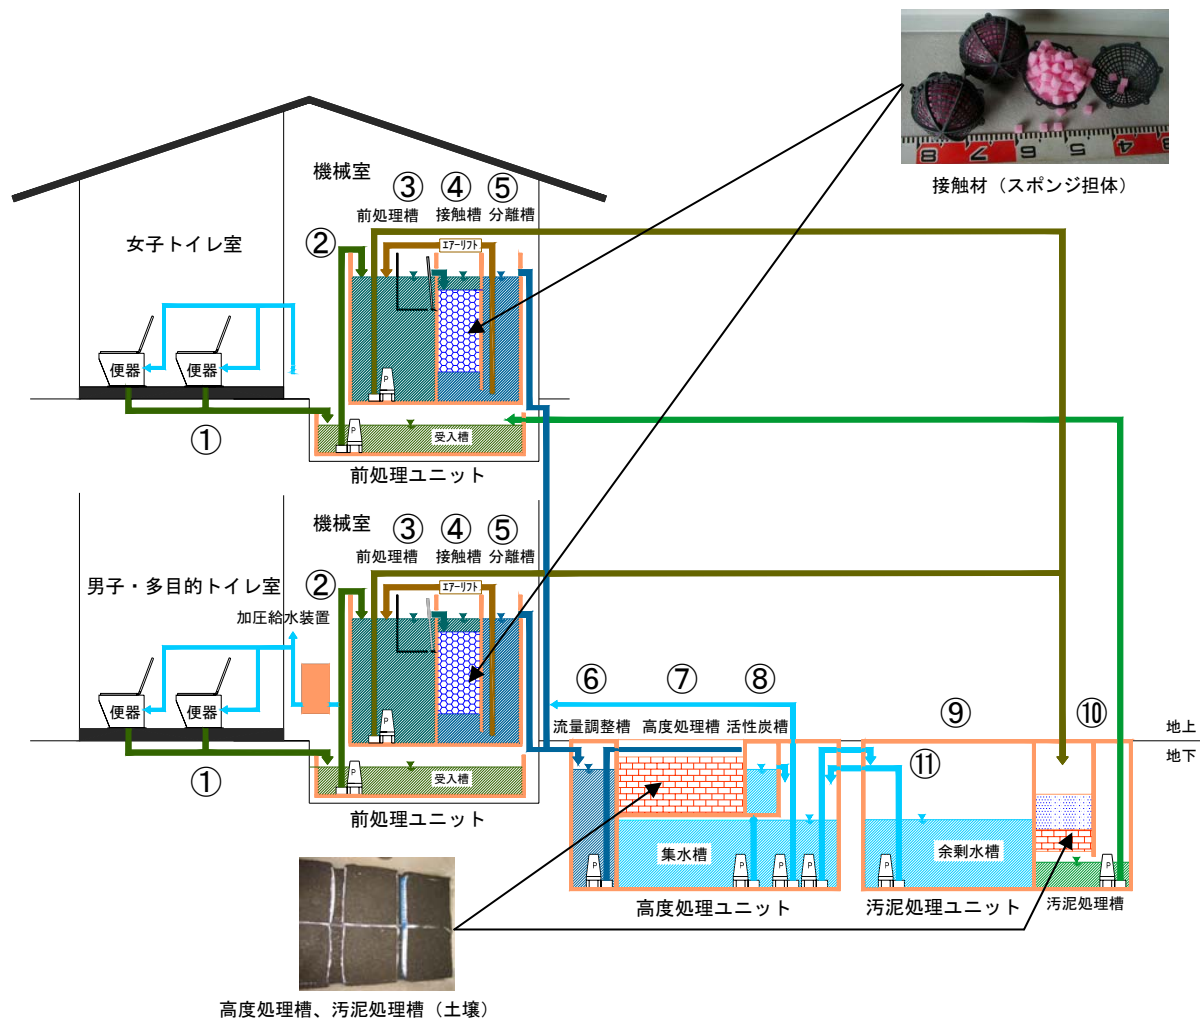 接触材（スポンジ担体）
8 7 6 5 4 3
機械室
③ ④ ⑤
前処理槽 接触槽 分離槽
女子トイレ室
②
エアーリフト
便器 便器
P
①
P
受入槽
前処理ユニット
機械室
③ ④ ⑤
前処理槽 接触槽 分離槽
男子・多目的トイレ室
②
エアーリフト
加圧給水装置
便器 便器
P
①
P
受入槽
前処理ユニット
⑥ ⑦ ⑧ ⑨ ⑩
流量調整槽 高度処理槽 活性炭槽
地上
地下
⑪
集水槽 余剰水槽
P P P P P P
高度処理ユニット 汚泥処理ユニット 汚泥処理槽
高度処理槽、汚泥処理槽（土壌）